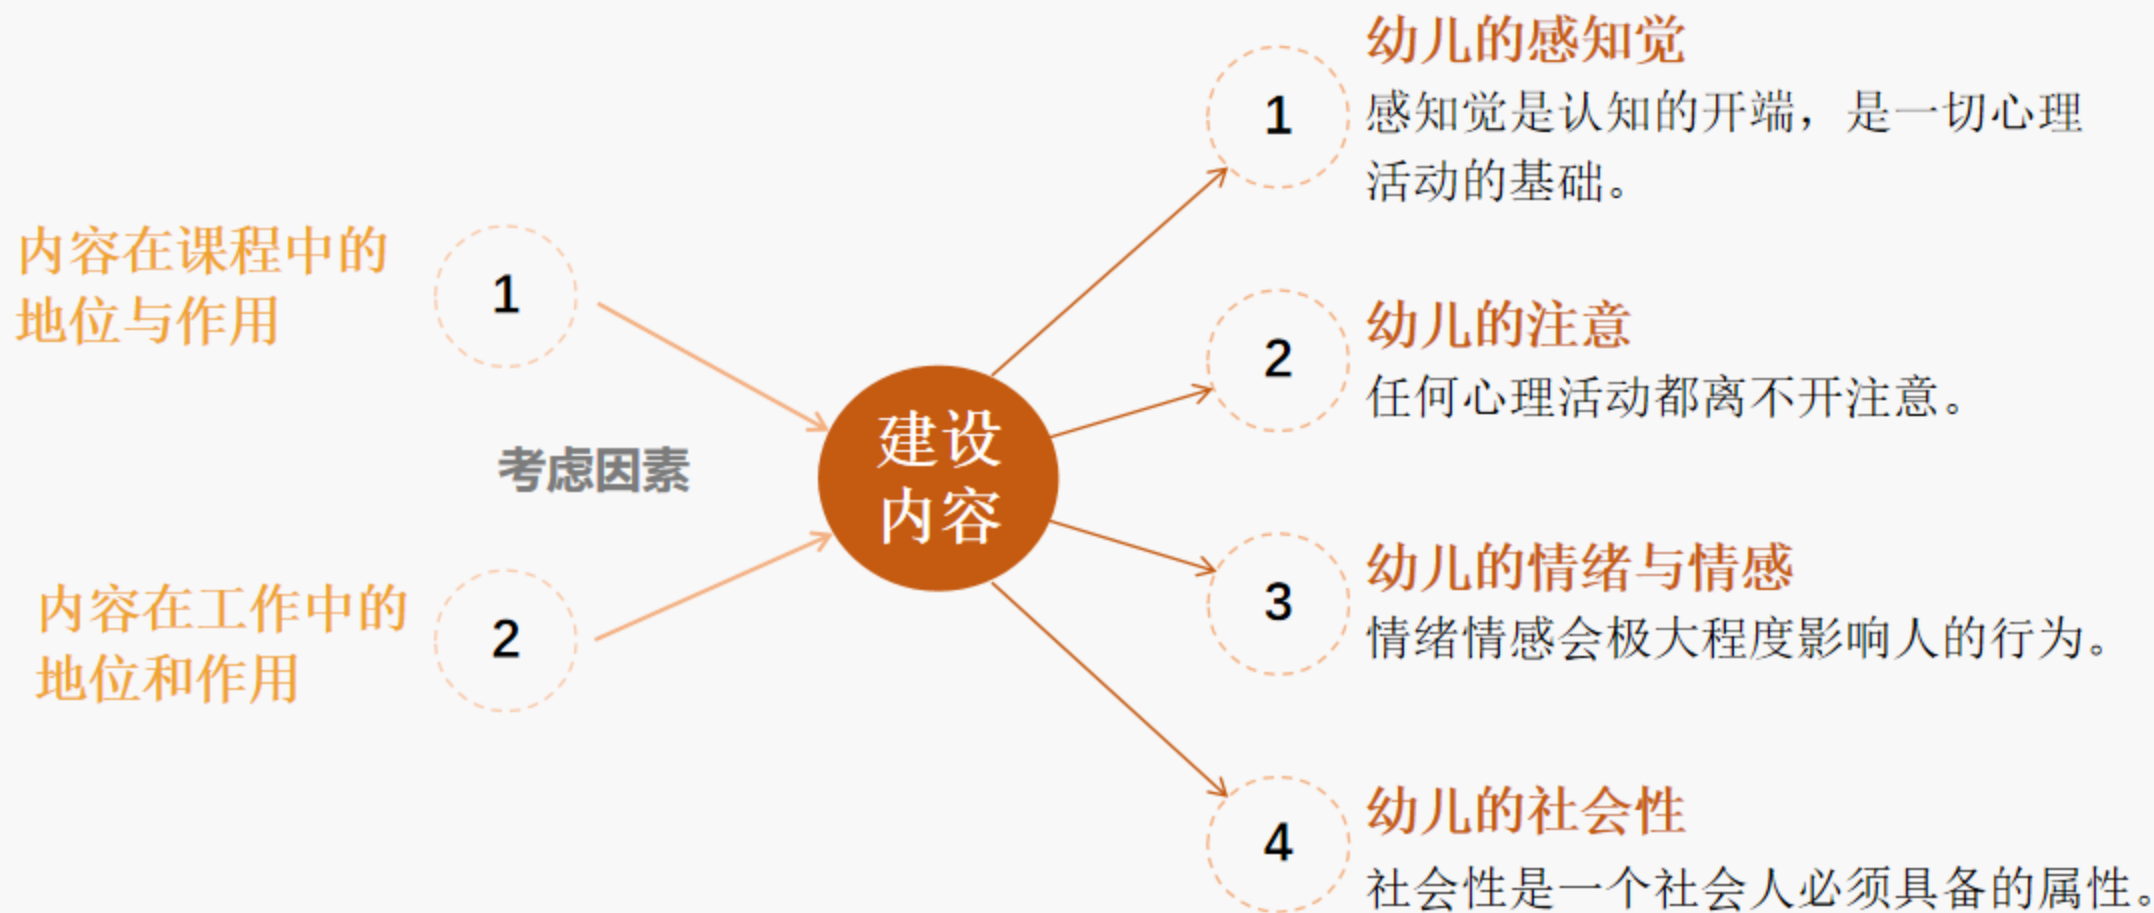 内容在课程中的
地位与作用
1
考虑因素
内容在工作中的
地位和作用
2
建设
内容
1
幼儿的感知觉
感知觉是认知的开端，是一切心理
活动的基础。
2
幼儿的注意
任何心理活动都离不开注意。
3
幼儿的情绪与情感
情绪情感会极大程度影响人的行为。
4
幼儿的社会性
社会性是一个社会人必须具备的属性。